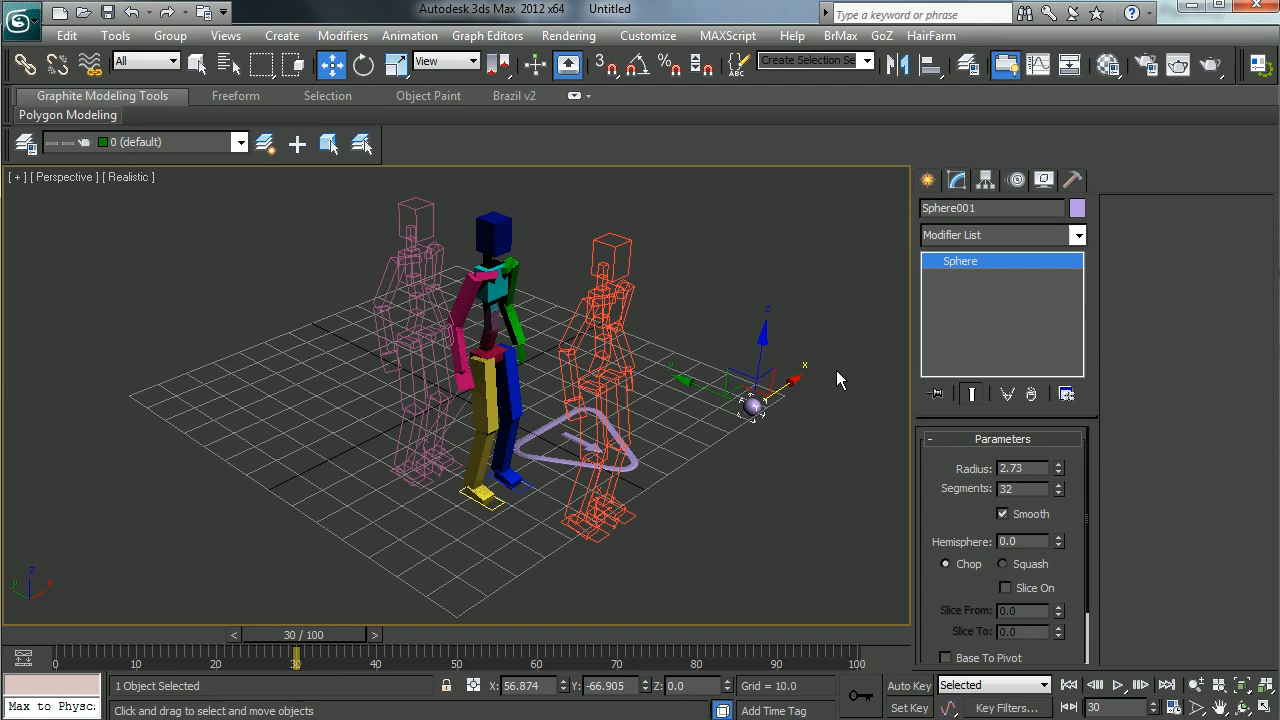 Autodesk 3ds Max 2012 x64 Untitled
Type a keyword or phrase
Edit Tools Group Views Create Modifiers Animation Graph Editors Rendering Customize MAXScript Help BrMax GoZ HairFarm
All View 3 Create Selection Se
Graphite Modeling Tools Freeform Selection Object Paint Brazil v2
Polygon Modeling
0 (default)
[ + ] [ Perspective ] [ Realistic ]
Sphere001
Modifier List
Sphere
z
x
- Parameters
Radius: 2.73
Segments: 32
Smooth
Hemisphere: 0.0
Chop Squash
Slice On
Slice From: 0.0
Slice To: 0.0
Base To Pivot
z
y x
< 30 / 100 >
0 10 20 30 40 50 60 70 80 90 100
1 Object Selected X: 56.874 Y: -66.905 Z: 0.0 Grid = 10.0 Auto Key Selected
Max to Physc: Click and drag to select and move objects Add Time Tag Set Key Key Filters... 30